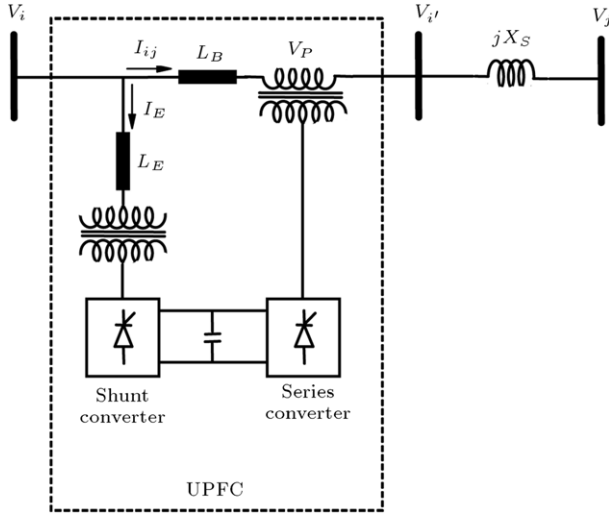 V_i
V_{i'}
V_j
I_{ij}
L_B
V_P
jX_S
I_E
L_E
Shunt
converter
Series
converter
UPFC